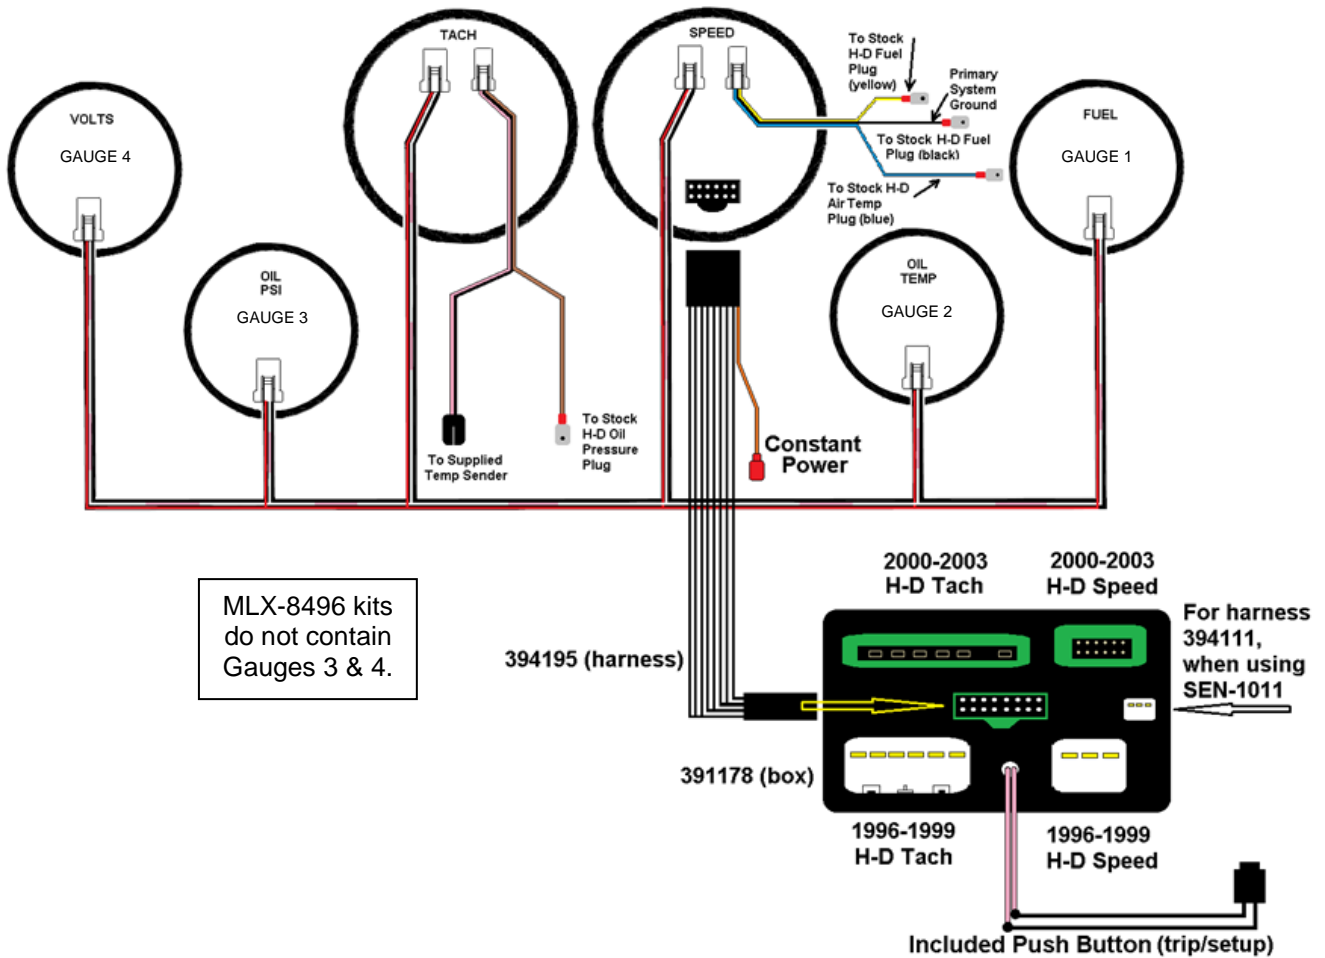 TACH
SPEED
To Stock
H-D Fuel
Plug
(yellow)
Primary
System
Ground
To Stock H-D Fuel
Plug (black)
To Stock H-D
Air Temp
Plug (blue)
VOLTS
GAUGE 4
FUEL
GAUGE 1
OIL
PSI
GAUGE 3
OIL
TEMP
GAUGE 2
To Supplied
Temp Sender
To Stock
H-D Oil
Pressure
Plug
Constant
Power
MLX-8496 kits
do not contain
Gauges 3 & 4.
2000-2003
H-D Tach
2000-2003
H-D Speed
For harness
394111,
when using
SEN-1011
394195 (harness)
391178 (box)
1996-1999
H-D Tach
1996-1999
H-D Speed
Included Push Button (trip/setup)